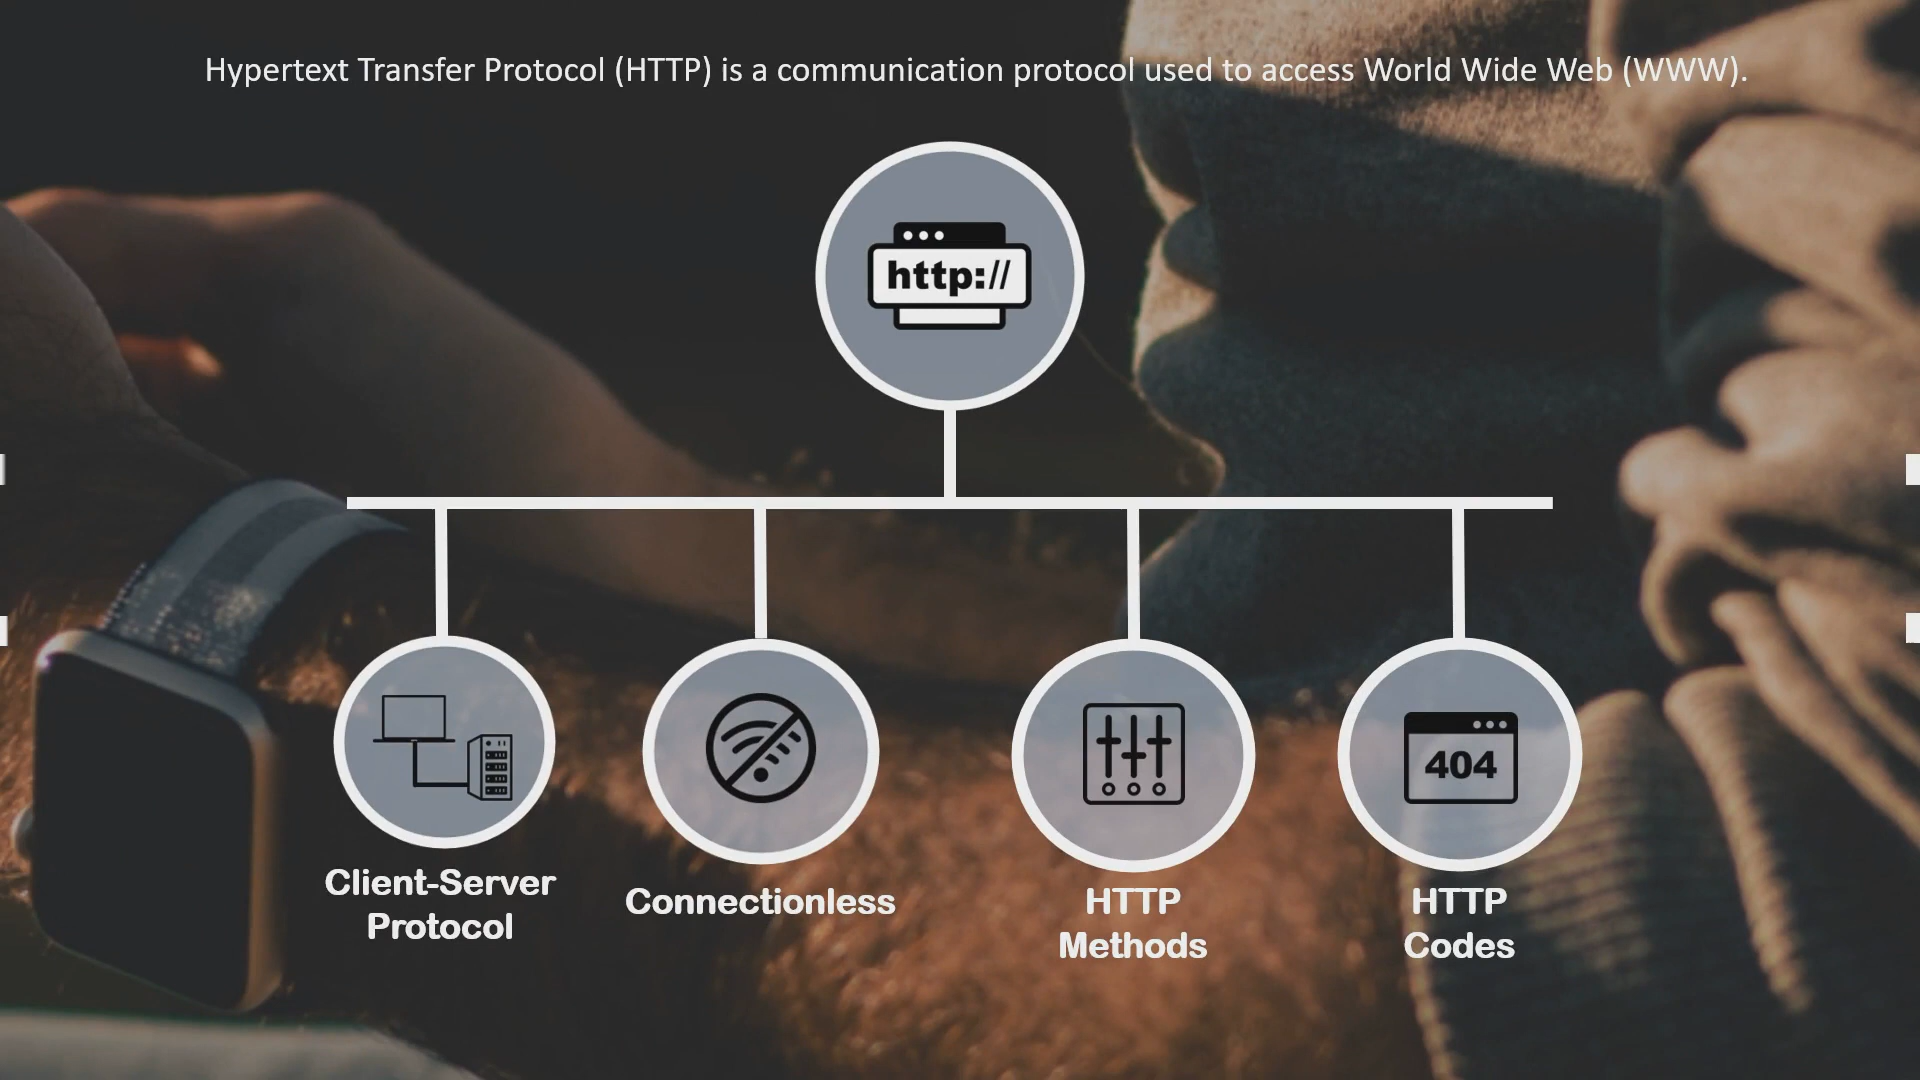 Hypertext Transfer Protocol (HTTP) is a communication protocol used to access World Wide Web (WWW).
http://
404
Client-Server
Protocol
Connectionless
HTTP
Methods
HTTP
Codes